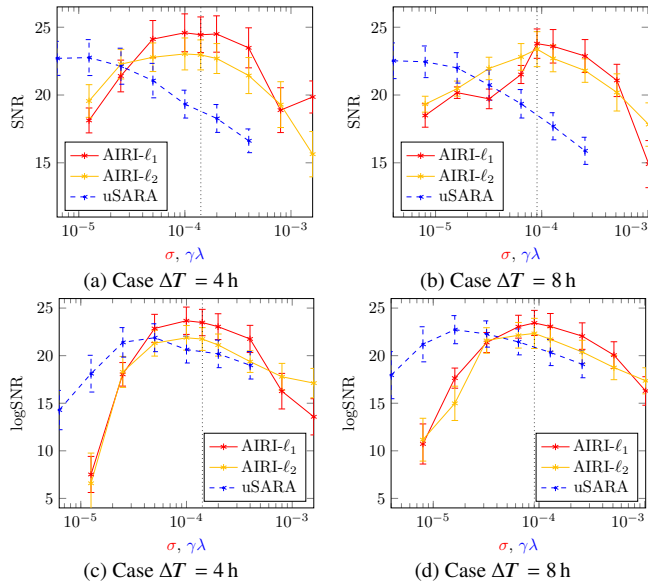 25
20
15
SNR
AIRI-ℓ₁
AIRI-ℓ₂
uSARA
10⁻⁵
10⁻⁴
10⁻³
σ, γλ
(a) Case ΔT = 4 h
25
20
15
SNR
AIRI-ℓ₁
AIRI-ℓ₂
uSARA
10⁻⁵
10⁻⁴
10⁻³
σ, γλ
(b) Case ΔT = 8 h
25
20
15
10
5
logSNR
AIRI-ℓ₁
AIRI-ℓ₂
uSARA
10⁻⁵
10⁻⁴
10⁻³
σ, γλ
(c) Case ΔT = 4 h
25
20
15
10
5
logSNR
AIRI-ℓ₁
AIRI-ℓ₂
uSARA
10⁻⁵
10⁻⁴
10⁻³
σ, γλ
(d) Case ΔT = 8 h